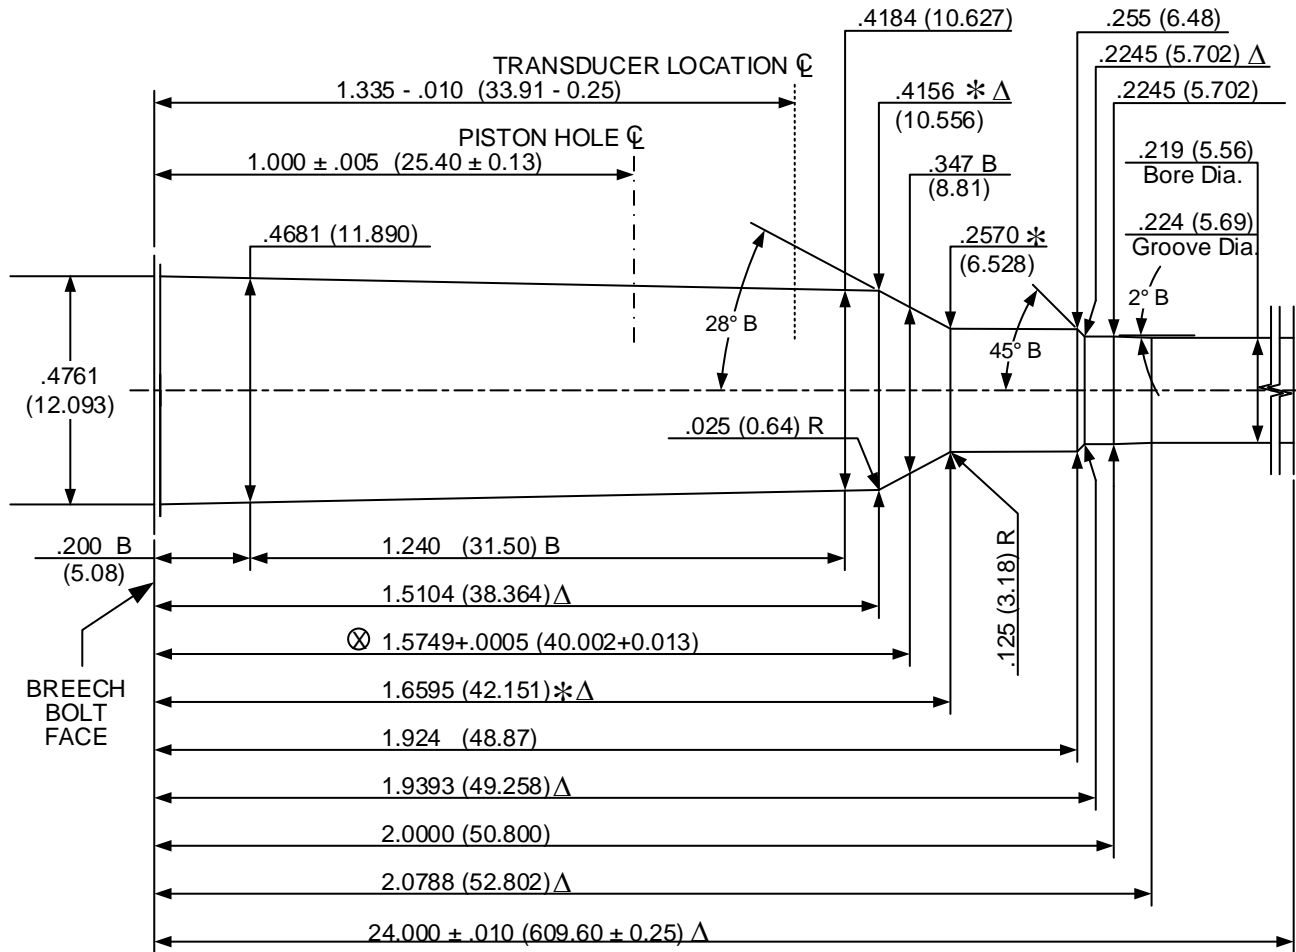 .4184 (10.627)
.255 (6.48)
.2245 (5.702) Δ
TRANSDUCER LOCATION ℄
1.335 - .010 (33.91 - 0.25)
.4156 * Δ
(10.556)
.2245 (5.702)
PISTON HOLE ℄
1.000 ± .005 (25.40 ± 0.13)
.347 B
(8.81)
.219 (5.56)
Bore Dia.
.4681 (11.890)
.2570 *
(6.528)
.224 (5.69)
Groove Dia.
2° B
28° B
45° B
.4761
(12.093)
.025 (0.64) R
.200 B
(5.08)
1.240 (31.50) B
.125 (3.18) R
1.5104 (38.364) Δ
⊗ 1.5749+.0005 (40.002+0.013)
BREECH
BOLT
FACE
1.6595 (42.151) * Δ
1.924 (48.87)
1.9393 (49.258) Δ
2.0000 (50.800)
2.0788 (52.802) Δ
24.000 ± .010 (609.60 ± 0.25) Δ